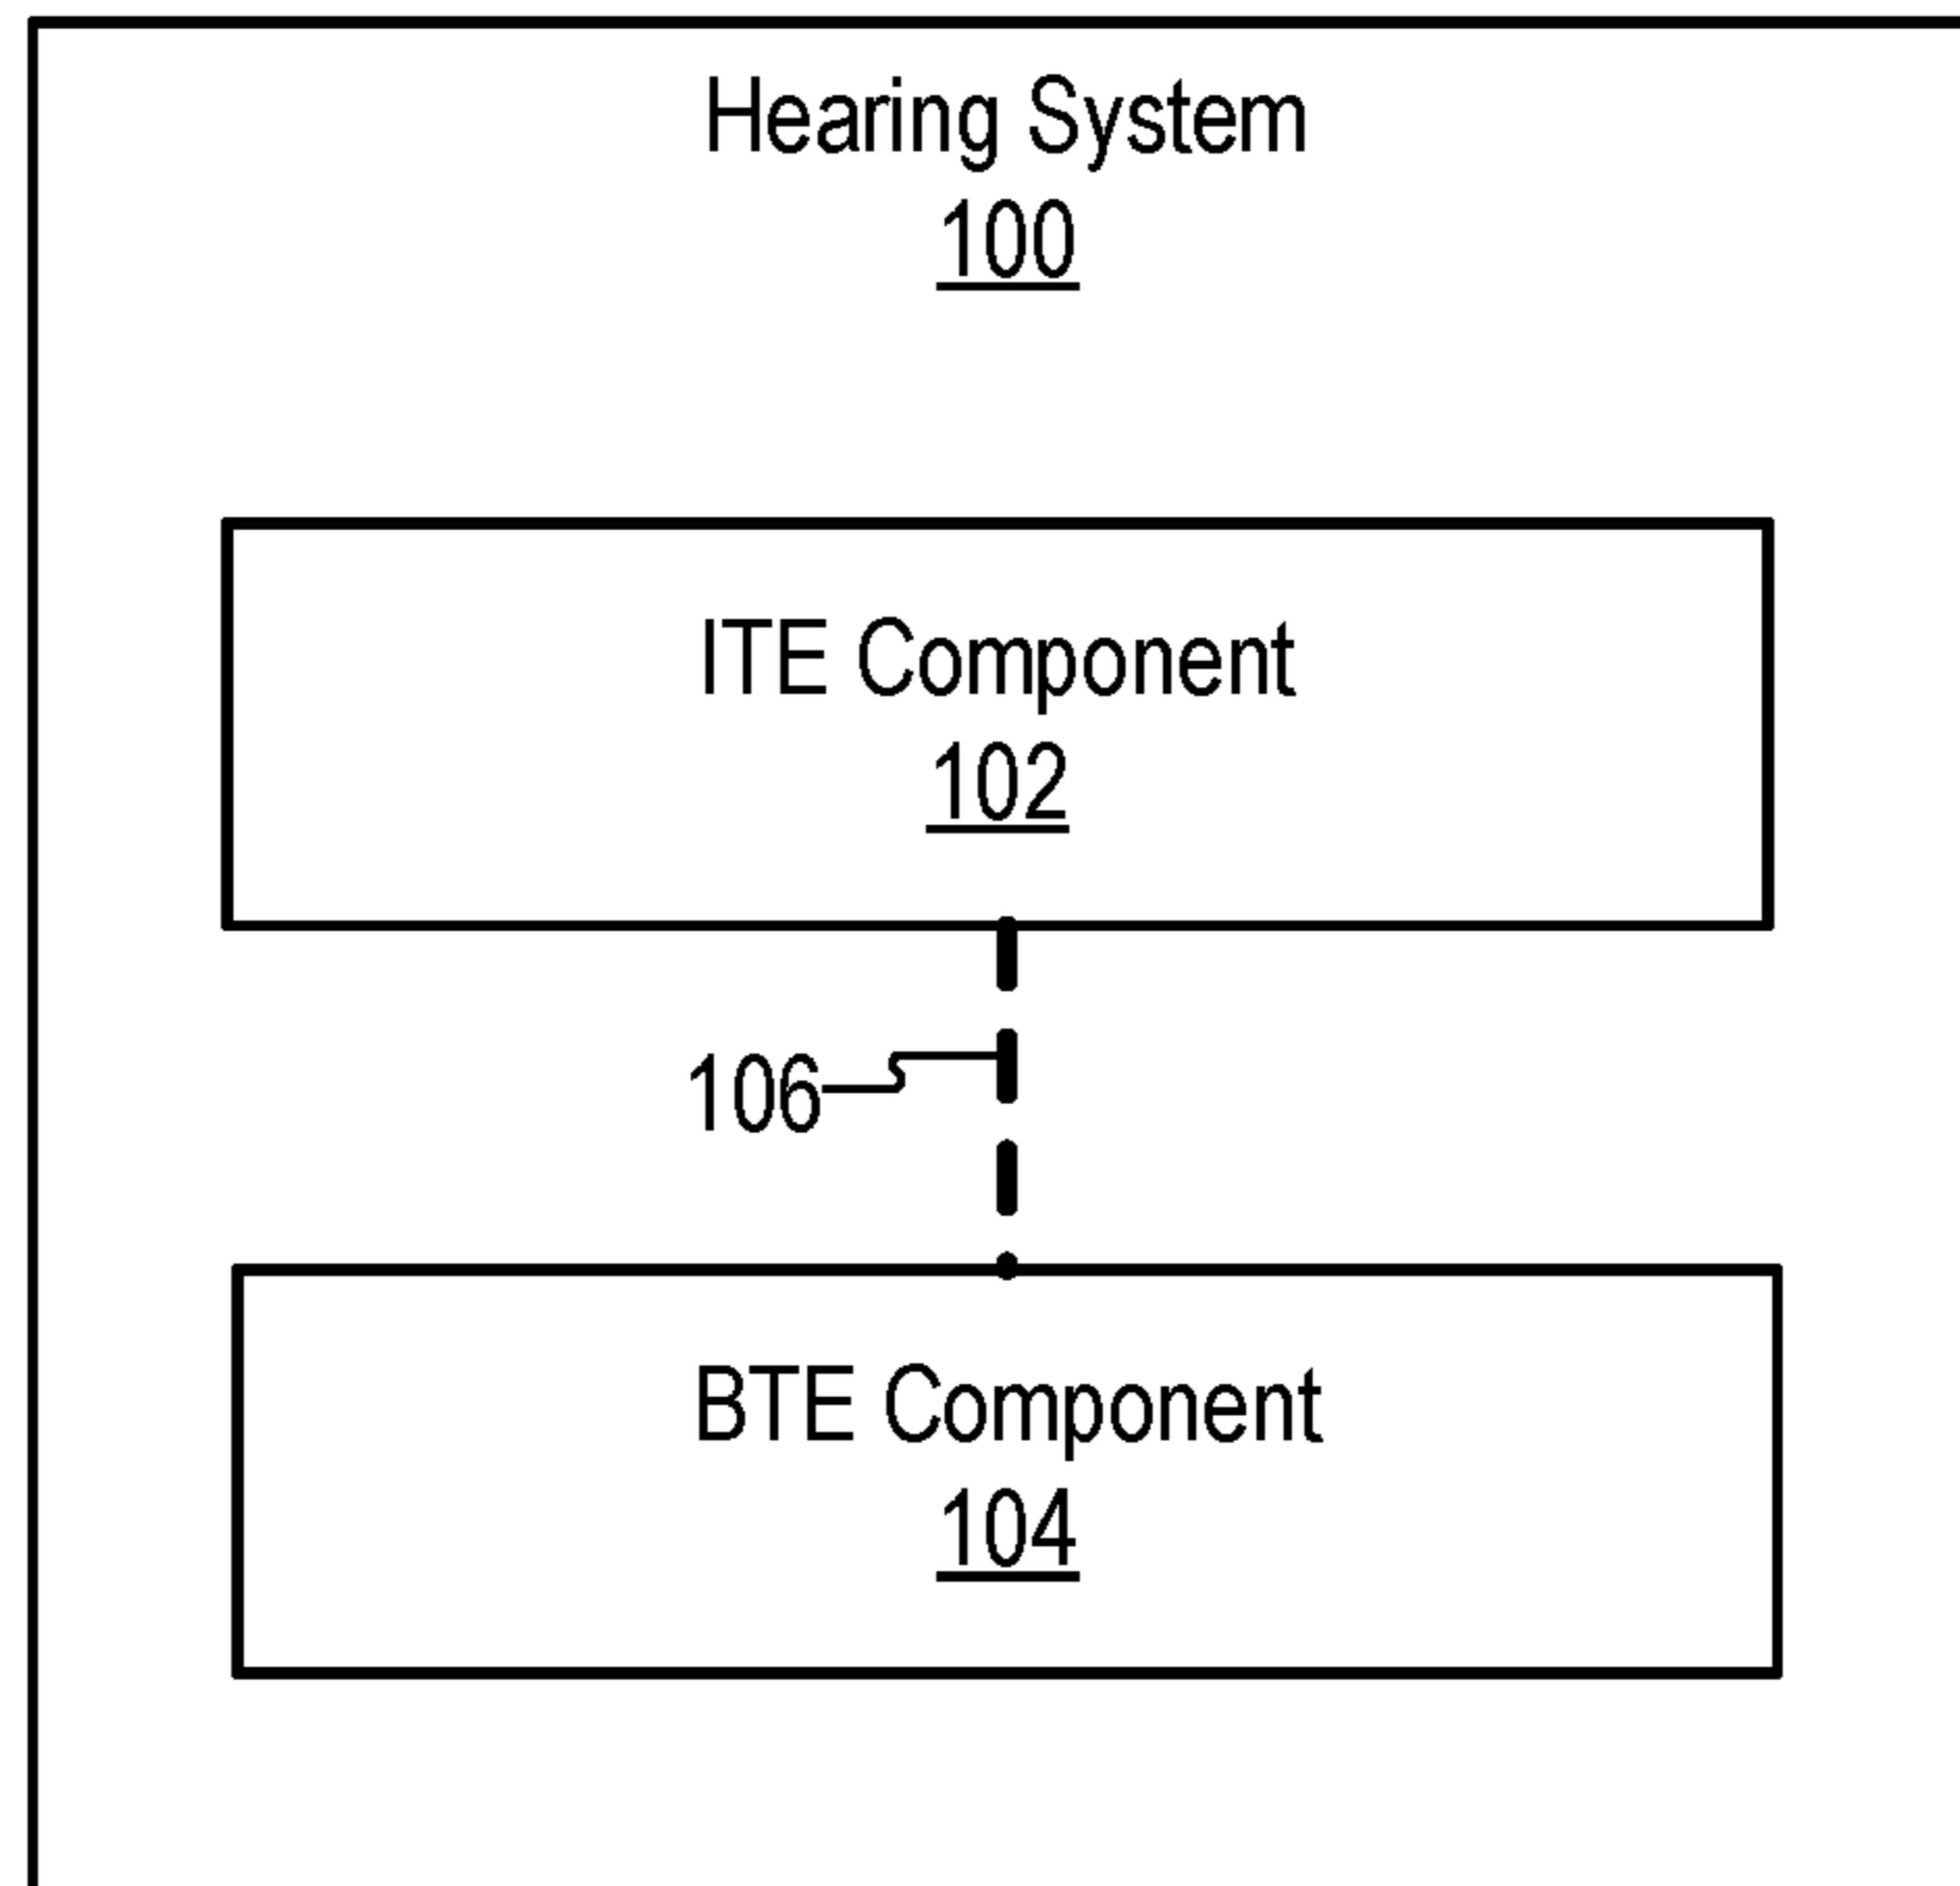 Hearing System
100
ITE Component
102
106
BTE Component
104